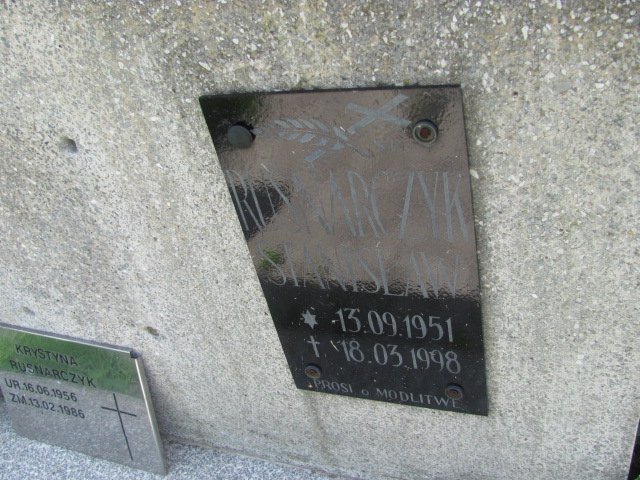 RUSNARCZYK
STANISŁAW
13.09.1951
18.03.1998
PROSI O MODLITWĘ
KRYSTYNA
RUSNARCZYK
UR.16.06.1956
ZM.13.02.1986